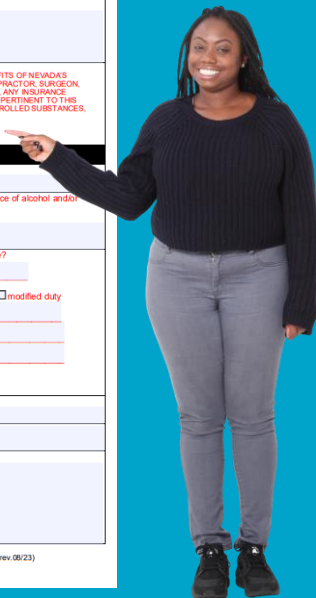 FITS OF NEVADA'S
PRACTOR, SURGEON,
, ANY INSURANCE
PERTINENT TO THIS
ROLLED SUBSTANCES,
ce of alcohol and/or
e?
modified duty
rev.08/23)